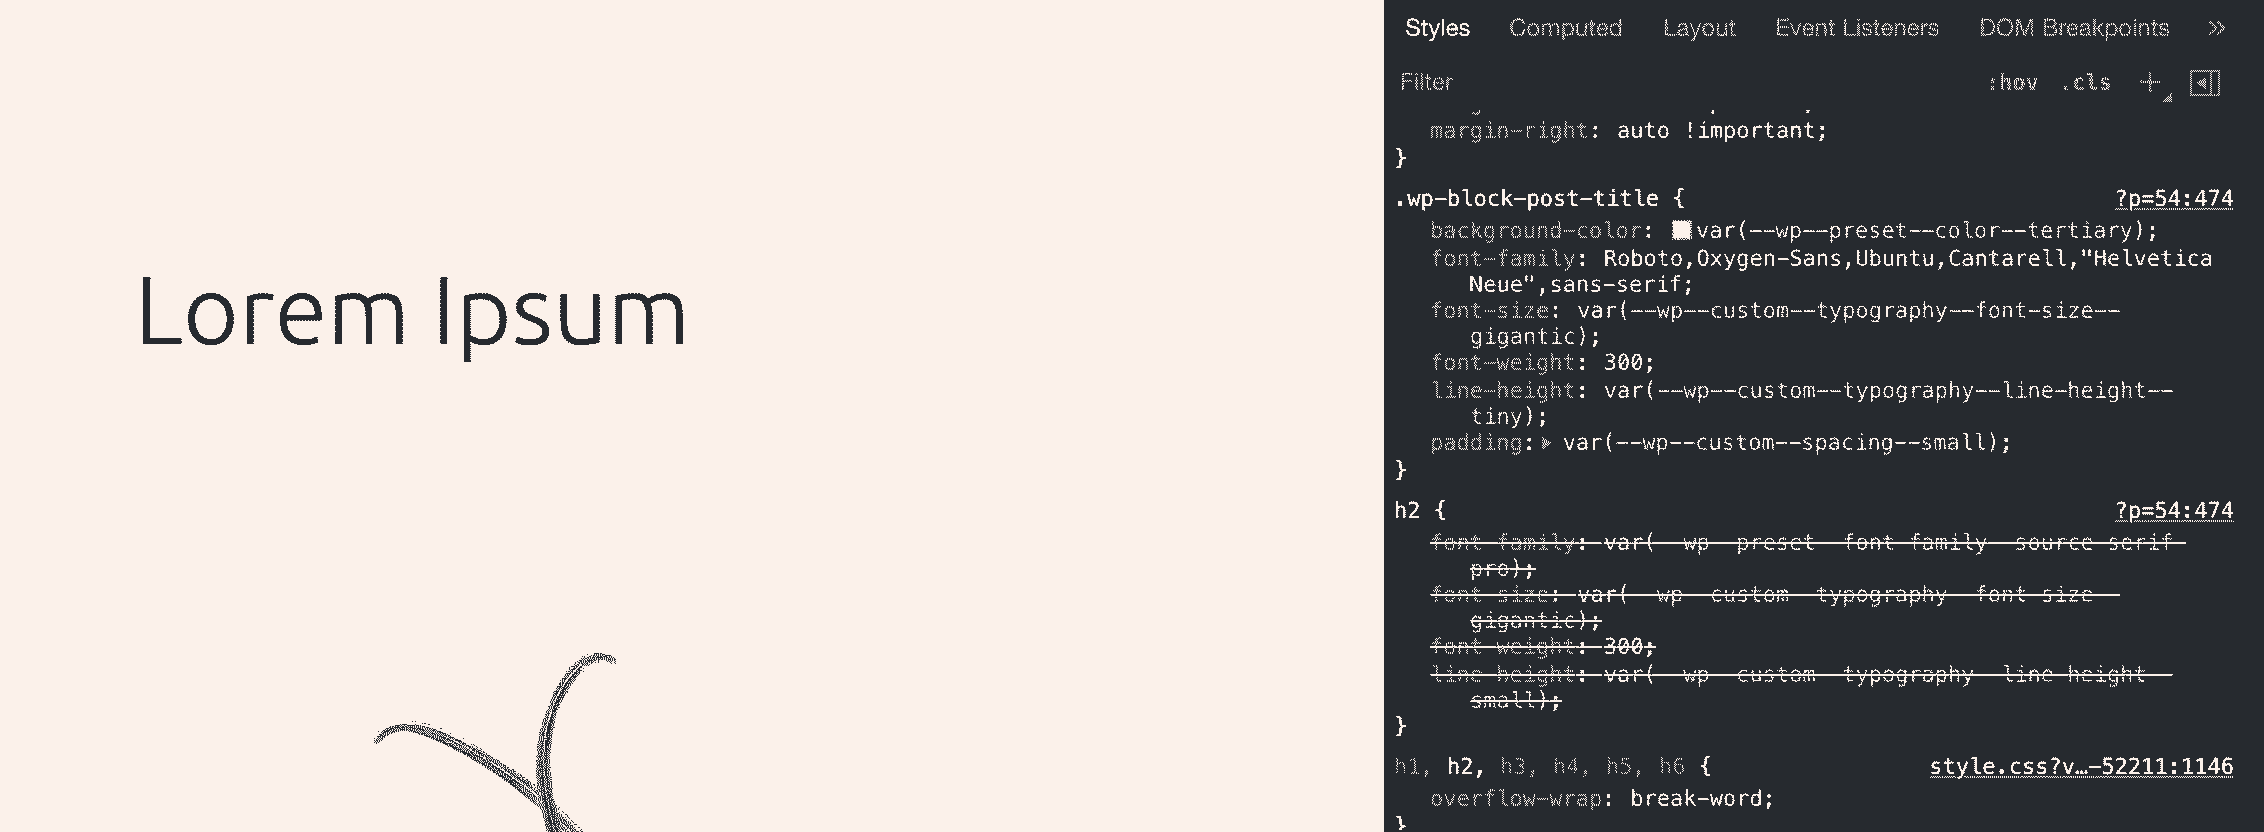 Lorem Ipsum
Styles Computed Layout Event Listeners DOM Breakpoints »
Filter :hov .cls +
margin-right: auto !important;
}
.wp-block-post-title { ?p=54:474
background-color: var(--wp--preset--color--tertiary);
font-family: Roboto,Oxygen-Sans,Ubuntu,Cantarell,"Helvetica
Neue",sans-serif;
font-size: var(--wp--custom--typography--font-size--
gigantic);
font-weight: 300;
line-height: var(--wp--custom--typography--line-height--
tiny);
padding: var(--wp--custom--spacing--small);
}
h2 { ?p=54:474
font-family: var(--wp--preset--font-family--source-serif-
pro);
font-size: var(--wp--custom--typography--font-size--
gigantic);
font-weight: 300;
line-height: var(--wp--custom--typography--line-height--
small);
}
h1, h2, h3, h4, h5, h6 { style.css?v…-52211:1146
overflow-wrap: break-word;
}